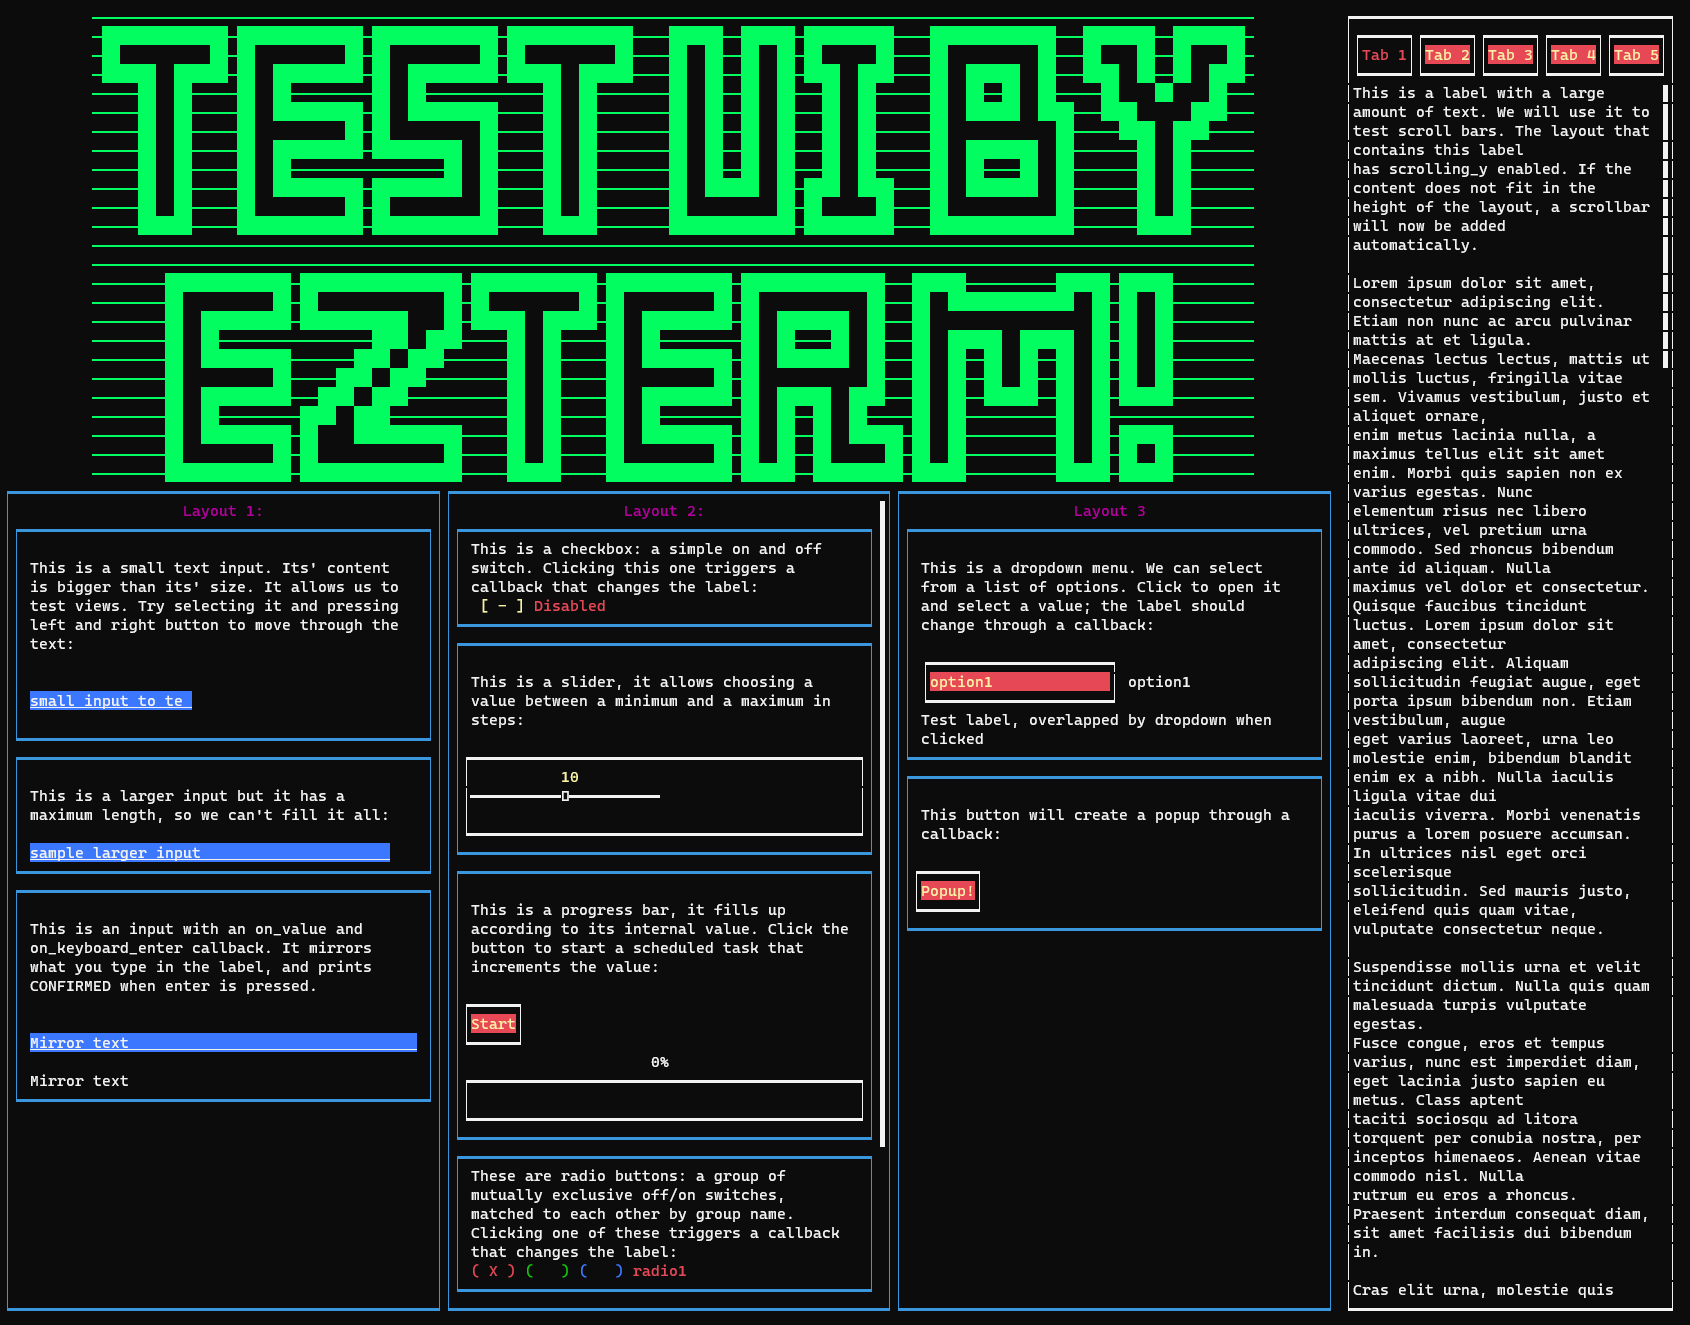 TEST UI BY
EZTERM!
Layout 1:
This is a small text input. Its' content
is bigger than its' size. It allows us to
test views. Try selecting it and pressing
left and right button to move through the
text:
small input to te
This is a larger input but it has a
maximum length, so we can't fill it all:
sample larger input
This is an input with an on_value and
on_keyboard_enter callback. It mirrors
what you type in the label, and prints
CONFIRMED when enter is pressed.
Mirror text
Mirror text
Layout 2:
This is a checkbox: a simple on and off
switch. Clicking this one triggers a
callback that changes the label:
[ - ] Disabled
This is a slider, it allows choosing a
value between a minimum and a maximum in
steps:
10
This is a progress bar, it fills up
according to its internal value. Click the
button to start a scheduled task that
increments the value:
Start
0%
These are radio buttons: a group of
mutually exclusive off/on switches,
matched to each other by group name.
Clicking one of these triggers a callback
that changes the label:
( X ) (   ) (   ) radio1
Layout 3
This is a dropdown menu. We can select
from a list of options. Click to open it
and select a value; the label should
change through a callback:
option1 option1
Test label, overlapped by dropdown when
clicked
This button will create a popup through a
callback:
Popup!
Tab 1 Tab 2 Tab 3 Tab 4 Tab 5
This is a label with a large
amount of text. We will use it to
test scroll bars. The layout that
contains this label
has scrolling_y enabled. If the
content does not fit in the
height of the layout, a scrollbar
will now be added
automatically.
Lorem ipsum dolor sit amet,
consectetur adipiscing elit.
Etiam non nunc ac arcu pulvinar
mattis at et ligula.
Maecenas lectus lectus, mattis ut
mollis luctus, fringilla vitae
sem. Vivamus vestibulum, justo et
aliquet ornare,
enim metus lacinia nulla, a
maximus tellus elit sit amet
enim. Morbi quis sapien non ex
varius egestas. Nunc
elementum risus nec libero
ultrices, vel pretium urna
commodo. Sed rhoncus bibendum
ante id aliquam. Nulla
maximus vel dolor et consectetur.
Quisque faucibus tincidunt
luctus. Lorem ipsum dolor sit
amet, consectetur
adipiscing elit. Aliquam
sollicitudin feugiat augue, eget
porta ipsum bibendum non. Etiam
vestibulum, augue
eget varius laoreet, urna leo
molestie enim, bibendum blandit
enim ex a nibh. Nulla iaculis
ligula vitae dui
iaculis viverra. Morbi venenatis
purus a lorem posuere accumsan.
In ultrices nisl eget orci
scelerisque
sollicitudin. Sed mauris justo,
eleifend quis quam vitae,
vulputate consectetur neque.
Suspendisse mollis urna et velit
tincidunt dictum. Nulla quis quam
malesuada turpis vulputate
egestas.
Fusce congue, eros et tempus
varius, nunc est imperdiet diam,
eget lacinia justo sapien eu
metus. Class aptent
taciti sociosqu ad litora
torquent per conubia nostra, per
inceptos himenaeos. Aenean vitae
commodo nisl. Nulla
rutrum eu eros a rhoncus.
Praesent interdum consequat diam,
sit amet facilisis dui bibendum
in.
Cras elit urna, molestie quis